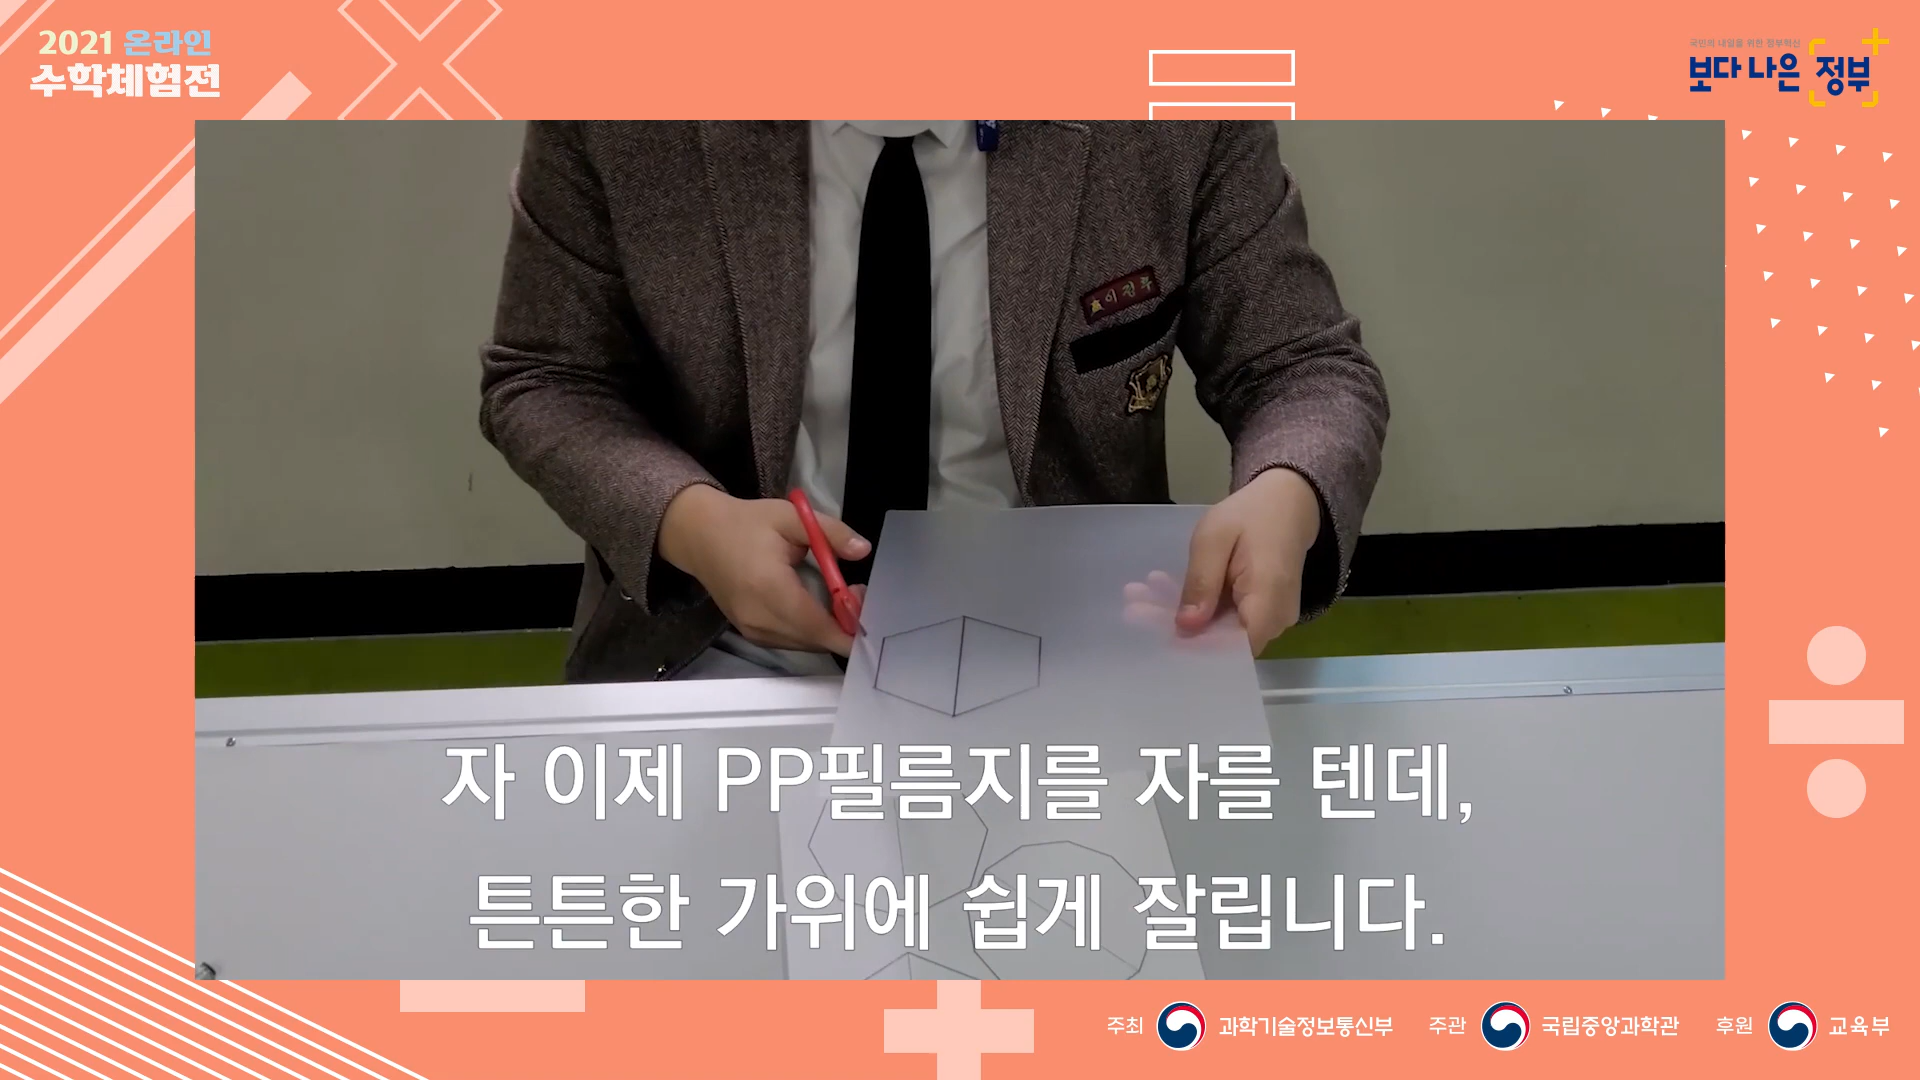 2021 온라인
수학체험전
국민의 내일을 위한 정부혁신
보다 나은 정부
자 이제 PP필름지를 자를 텐데,
튼튼한 가위에 쉽게 잘립니다.
주최 과학기술정보통신부 주관 국립중앙과학관 후원 교육부